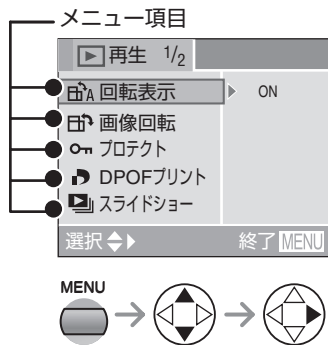 メニュー項目
再生 1/2
回転表示 ON
画像回転
プロテクト
DPOFプリント
スライドショー
選択 終了 MENU
MENU